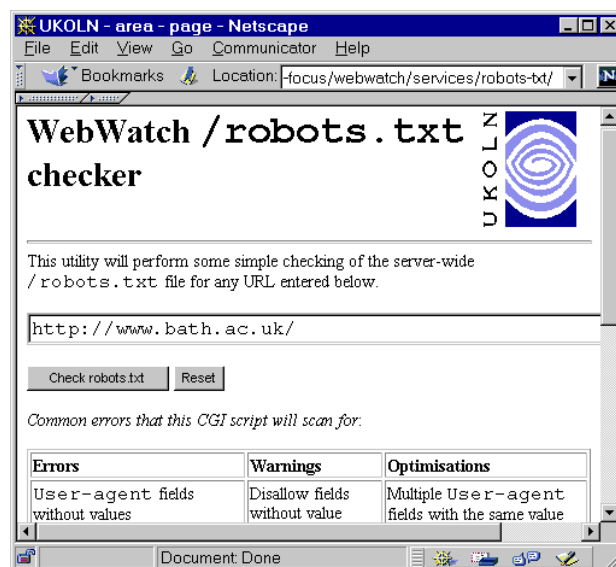 UKOLN - area - page - Netscape
File Edit View Go Communicator Help
Bookmarks Location: -focus/webwatch/services/robots-txt/
N
WebWatch /robots.txt
checker
UKOLN
This utility will perform some simple checking of the server-wide
/robots.txt file for any URL entered below.
http://www.bath.ac.uk/
Check robots.txt Reset
Common errors that this CGI script will scan for:
Errors Warnings Optimisations
User-agent fields Disallow fields Multiple User-agent
without values without value fields with the same value
Document: Done